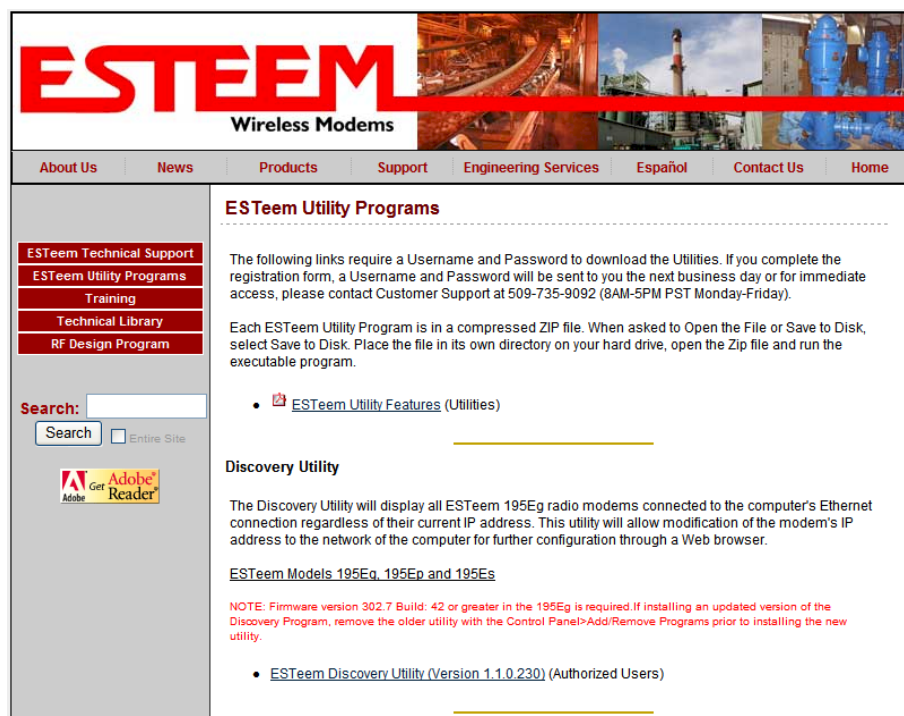 ESTEEM
Wireless Modems
About Us News Products Support Engineering Services Español Contact Us Home
ESTeem Technical Support
ESTeem Utility Programs
Training
Technical Library
RF Design Program
Search:
Search Entire Site
Adobe Get Adobe® Reader®
ESTeem Utility Programs
The following links require a Username and Password to download the Utilities. If you complete the
registration form, a Username and Password will be sent to you the next business day or for immediate
access, please contact Customer Support at 509-735-9092 (8AM-5PM PST Monday-Friday).
Each ESTeem Utility Program is in a compressed ZIP file. When asked to Open the File or Save to Disk,
select Save to Disk. Place the file in its own directory on your hard drive, open the Zip file and run the
executable program.
• ESTeem Utility Features (Utilities)
Discovery Utility
The Discovery Utility will display all ESTeem 195Eg radio modems connected to the computer's Ethernet
connection regardless of their current IP address. This utility will allow modification of the modem's IP
address to the network of the computer for further configuration through a Web browser.
ESTeem Models 195Eg, 195Ep and 195Es
NOTE: Firmware version 302.7 Build: 42 or greater in the 195Eg is required.If installing an updated version of the
Discovery Program, remove the older utility with the Control Panel>Add/Remove Programs prior to installing the new
utility.
• ESTeem Discovery Utility (Version 1.1.0.230) (Authorized Users)